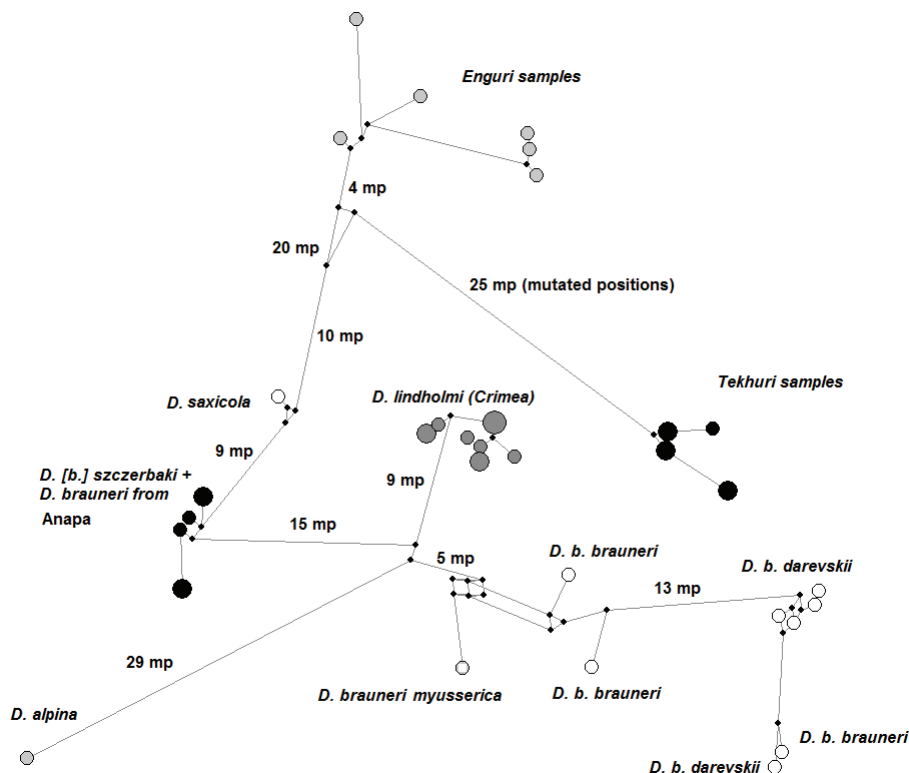 Enguri samples
4 mp
20 mp
25 mp (mutated positions)
10 mp
D. saxicola
D. lindholmi (Crimea)
Tekhuri samples
9 mp
D. [b.] szczerbaki +
D. brauneri from
Anapa
9 mp
15 mp
5 mp
D. b. brauneri
D. b. darevskii
13 mp
29 mp
D. brauneri myusserica
D. b. brauneri
D. alpina
D. b. brauneri
D. b. darevskii